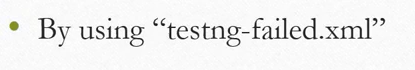 • By using “testng-failed.xml”